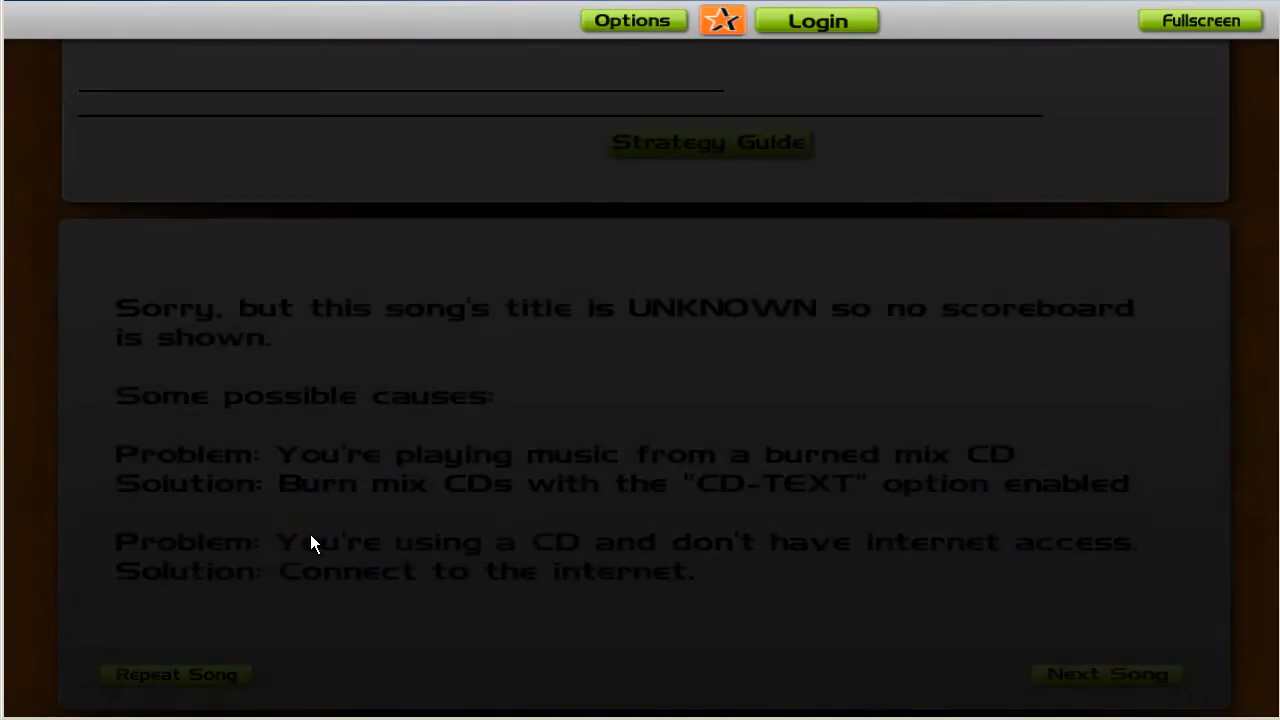 Options
Login
Fullscreen
Strategy Guide
Sorry, but this song's title is UNKNOWN so no scoreboard
is shown.
Some possible causes:
Problem: You're playing music from a burned mix CD
Solution: Burn mix CDs with the "CD-TEXT" option enabled
Problem: You're using a CD and don't have internet access.
Solution: Connect to the internet.
Repeat Song
Next Song